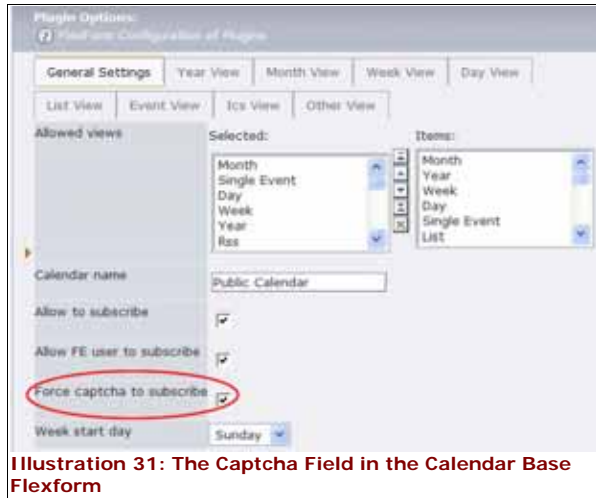 Plugin Options:
FlexForm Configuration of Plugins
General Settings Year View Month View Week View Day View
List View Event View Ics View Other View
Allowed views Selected: Items:
Month Month
Single Event Year
Day Week
Week Day
Year Single Event
Rss List
Calendar name Public Calendar
Allow to subscribe
Allow FE user to subscribe
Force captcha to subscribe
Week start day Sunday
Illustration 31: The Captcha Field in the Calendar Base
Flexform